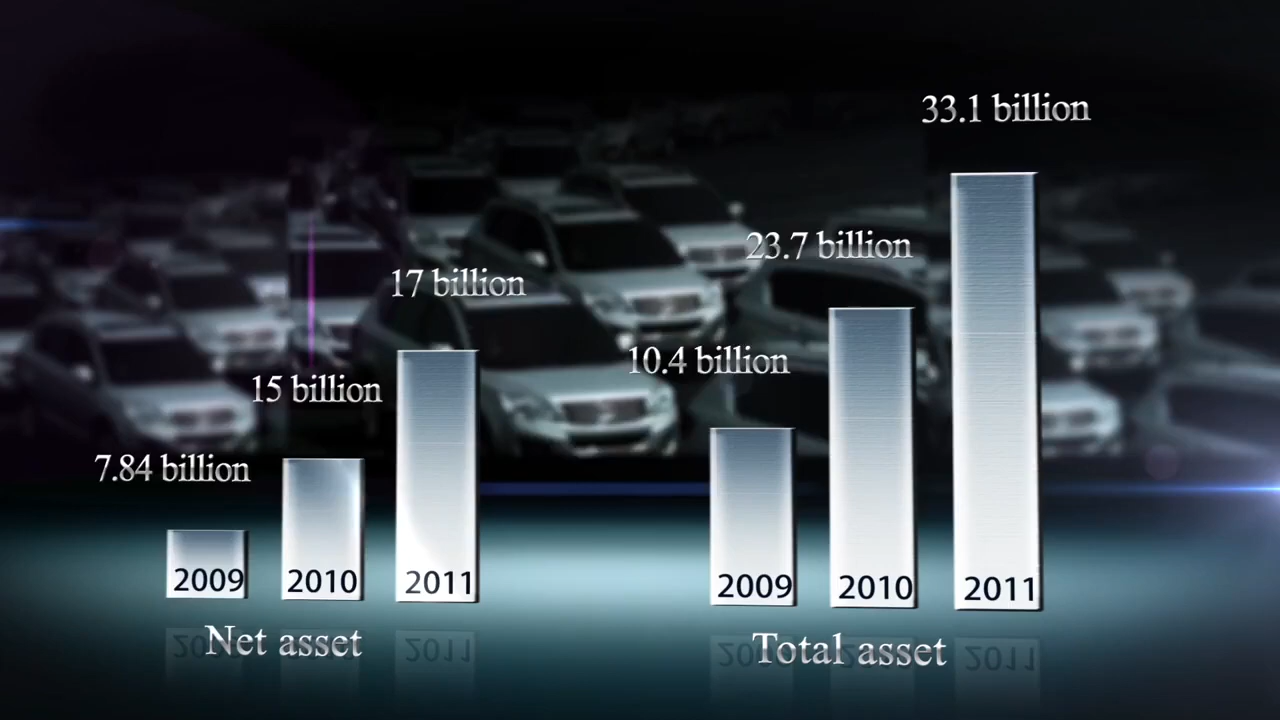 33.1 billion
23.7 billion
17 billion
10.4 billion
15 billion
7.84 billion
2009 2010 2011
2009 2010 2011
Net asset
Total asset